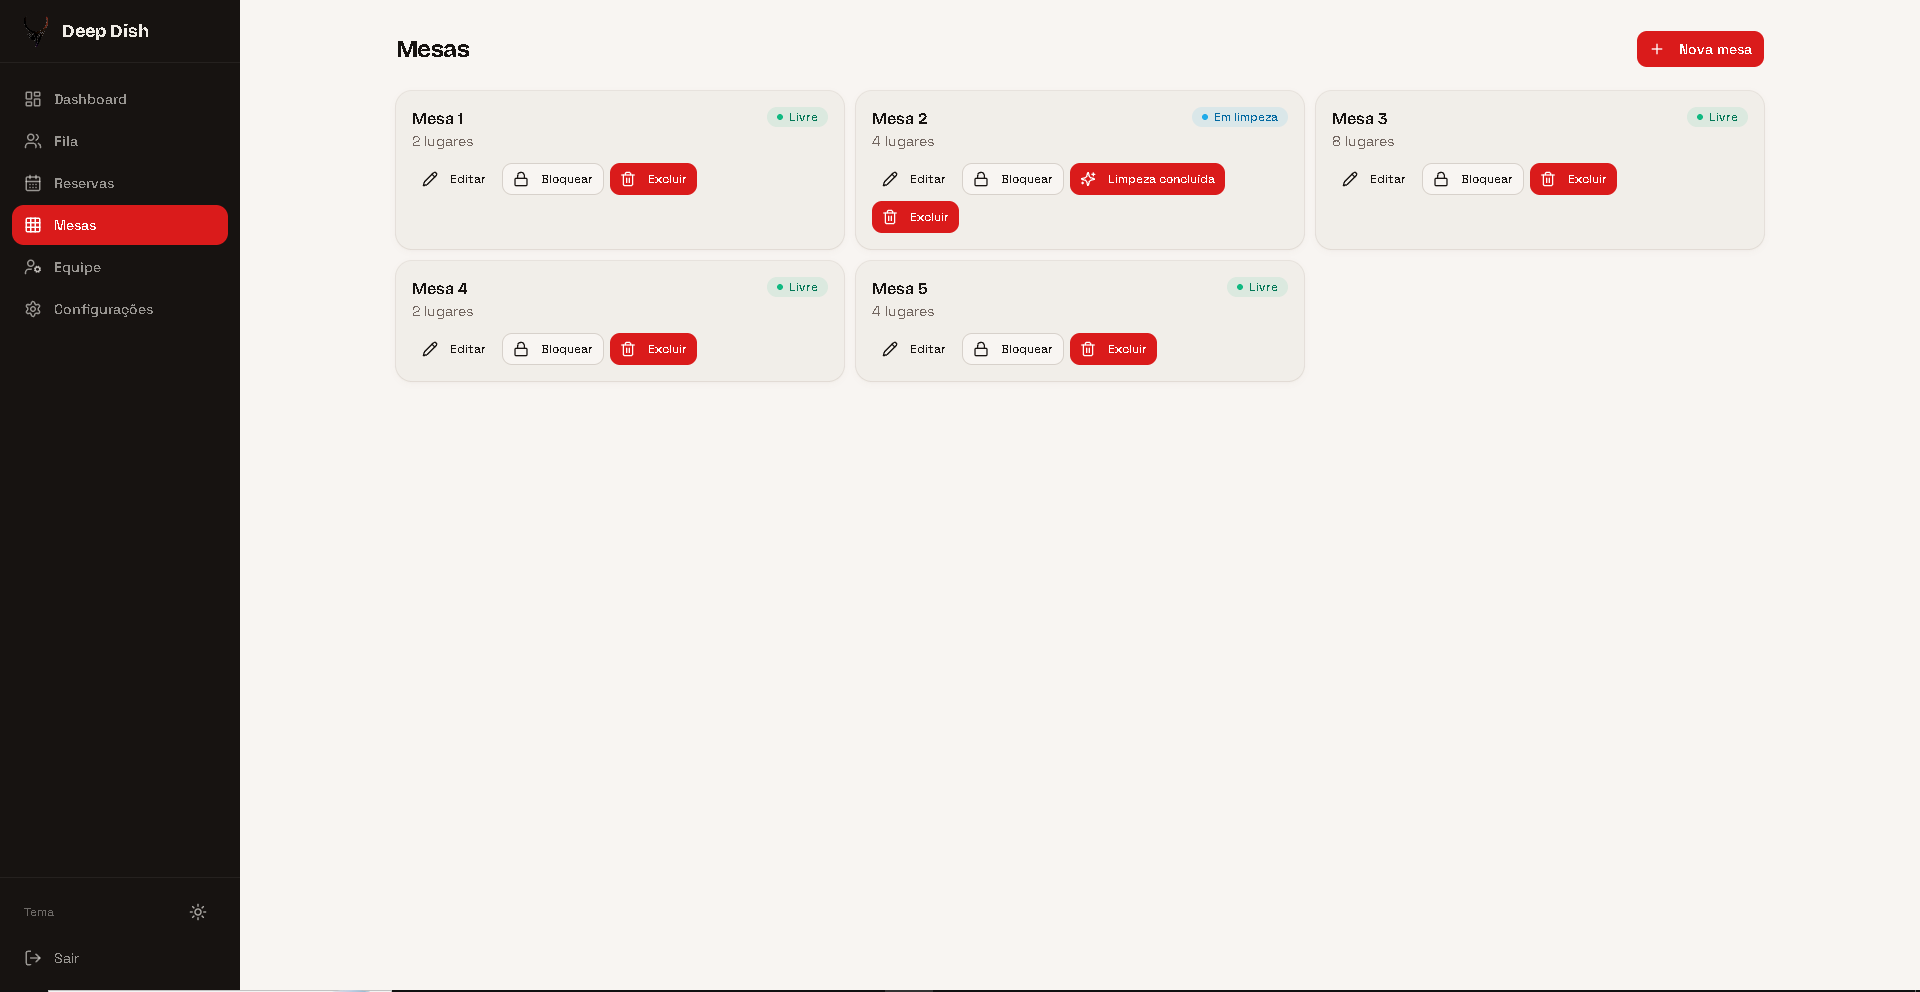 Deep Dish
Dashboard
Fila
Reservas
Mesas
Equipe
Configurações
Tema
Sair
Mesas
Nova mesa
Mesa 1
Livre
2 lugares
Editar
Bloquear
Excluir
Mesa 2
Em limpeza
4 lugares
Editar
Bloquear
Limpeza concluída
Excluir
Mesa 3
Livre
8 lugares
Editar
Bloquear
Excluir
Mesa 4
Livre
2 lugares
Editar
Bloquear
Excluir
Mesa 5
Livre
4 lugares
Editar
Bloquear
Excluir